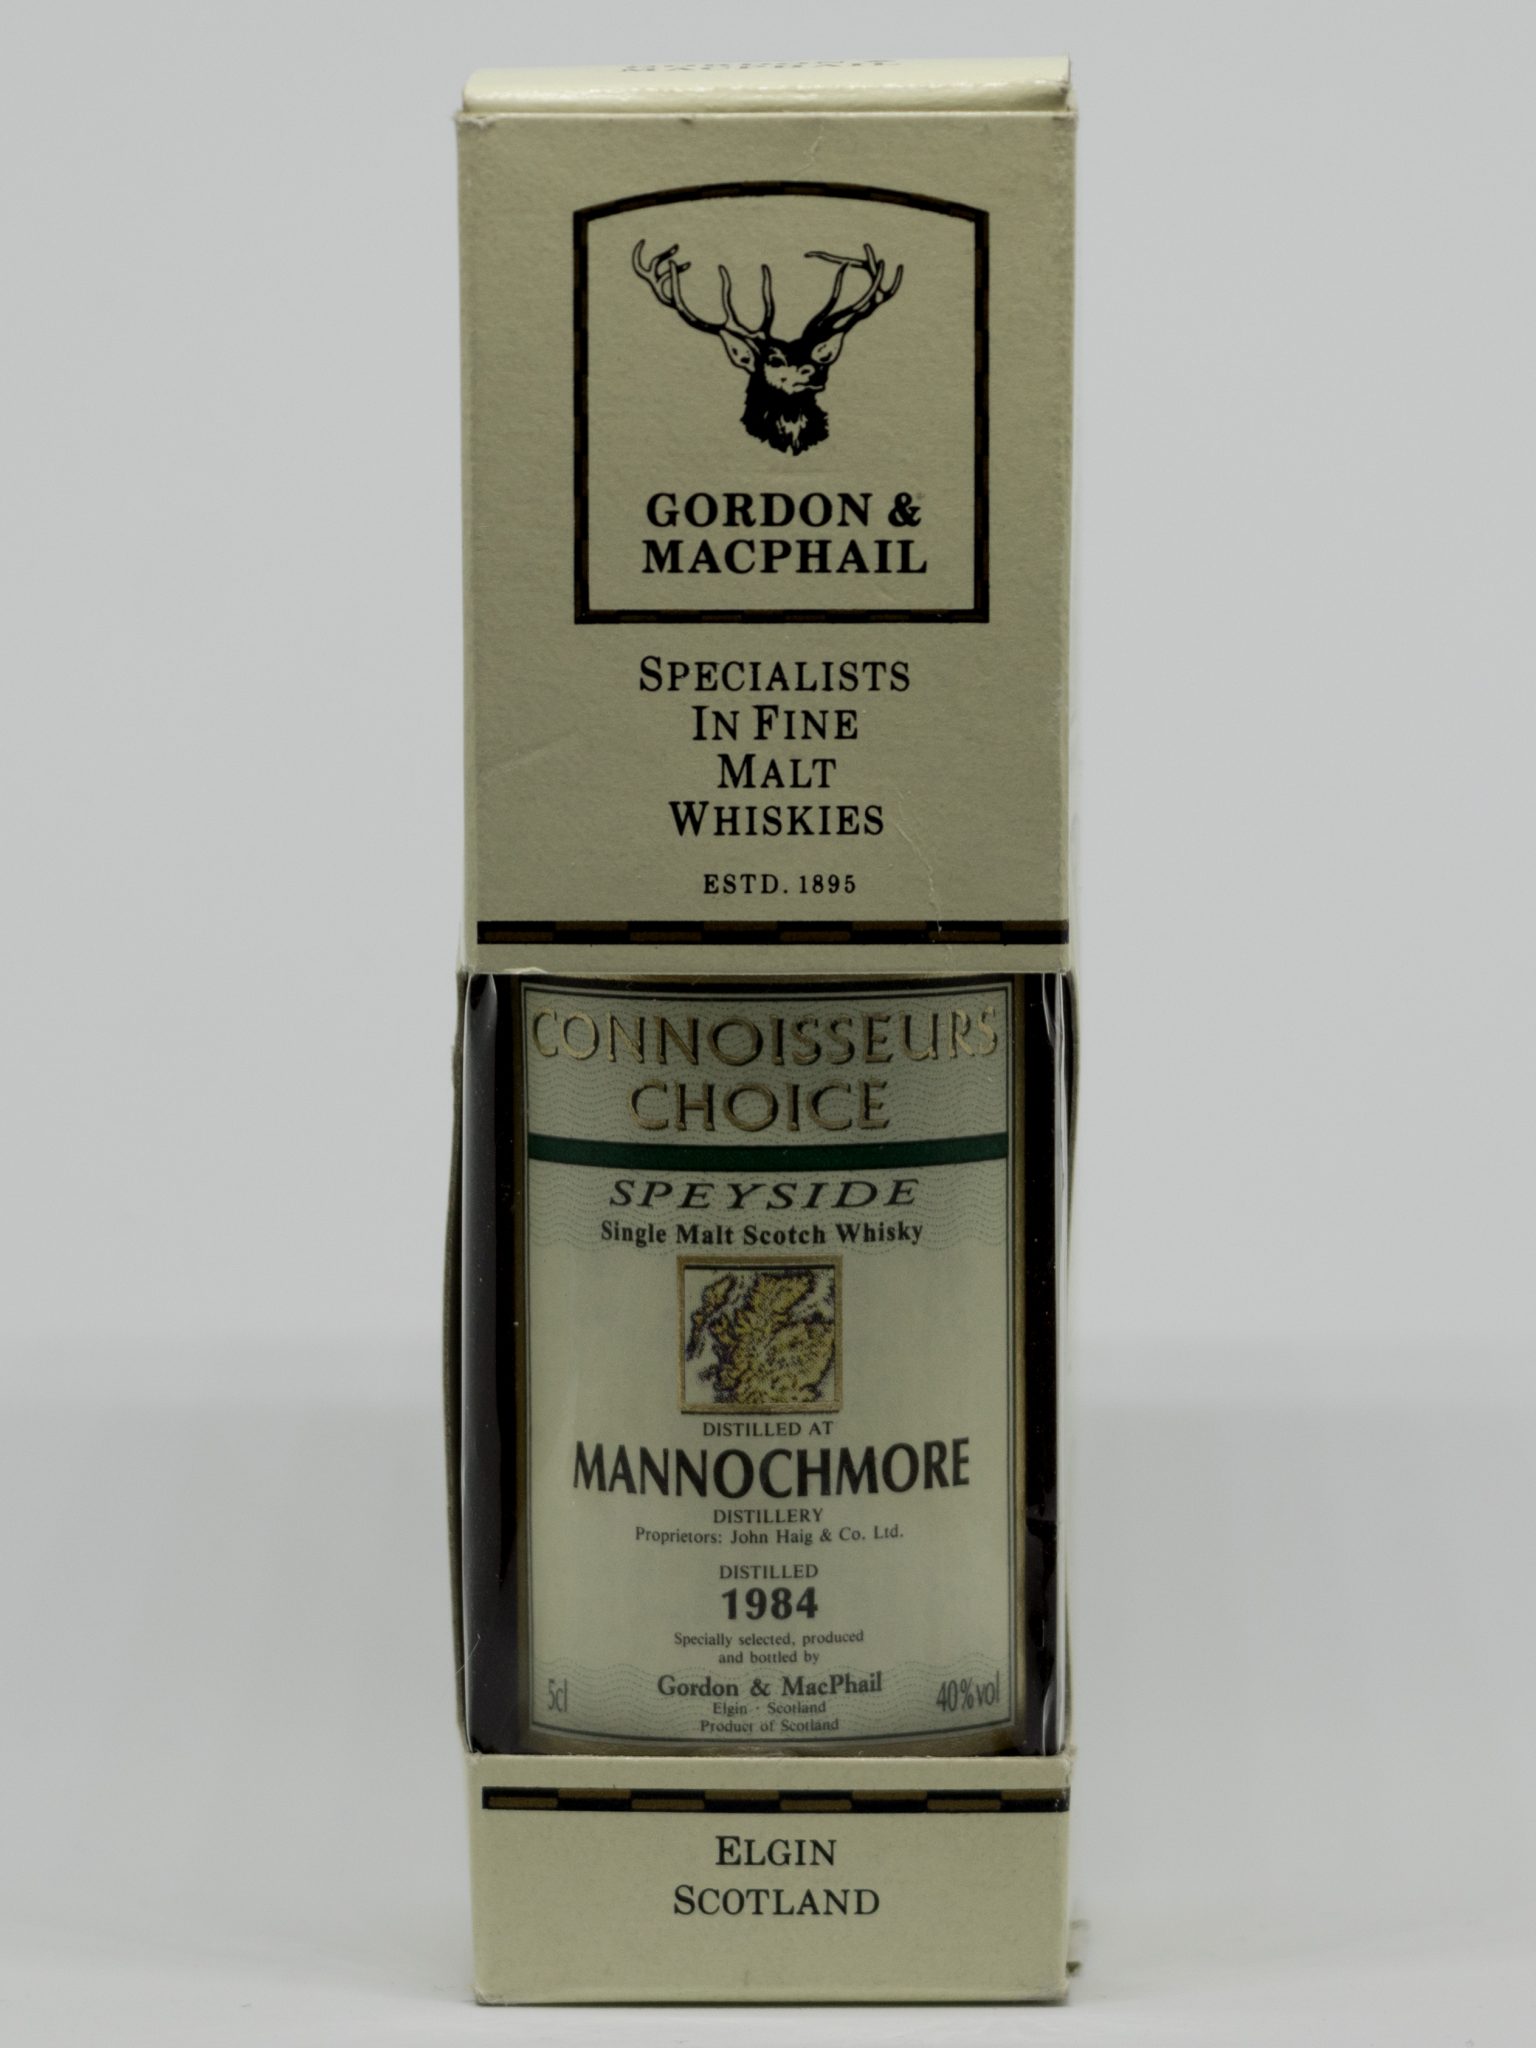 MACPHAIL
GORDON &
MACPHAIL
SPECIALISTS
IN FINE
MALT
WHISKIES
ESTD. 1895
CONNOISSEURS
CHOICE
SPEYSIDE
Single Malt Scotch Whisky
DISTILLED AT
MANNOCHMORE
DISTILLERY
Proprietors: John Haig & Co. Ltd.
DISTILLED
1984
Specially selected, produced
and bottled by
Gordon & MacPhail
5cl
40%vol
Elgin · Scotland
Product of Scotland
ELGIN
SCOTLAND